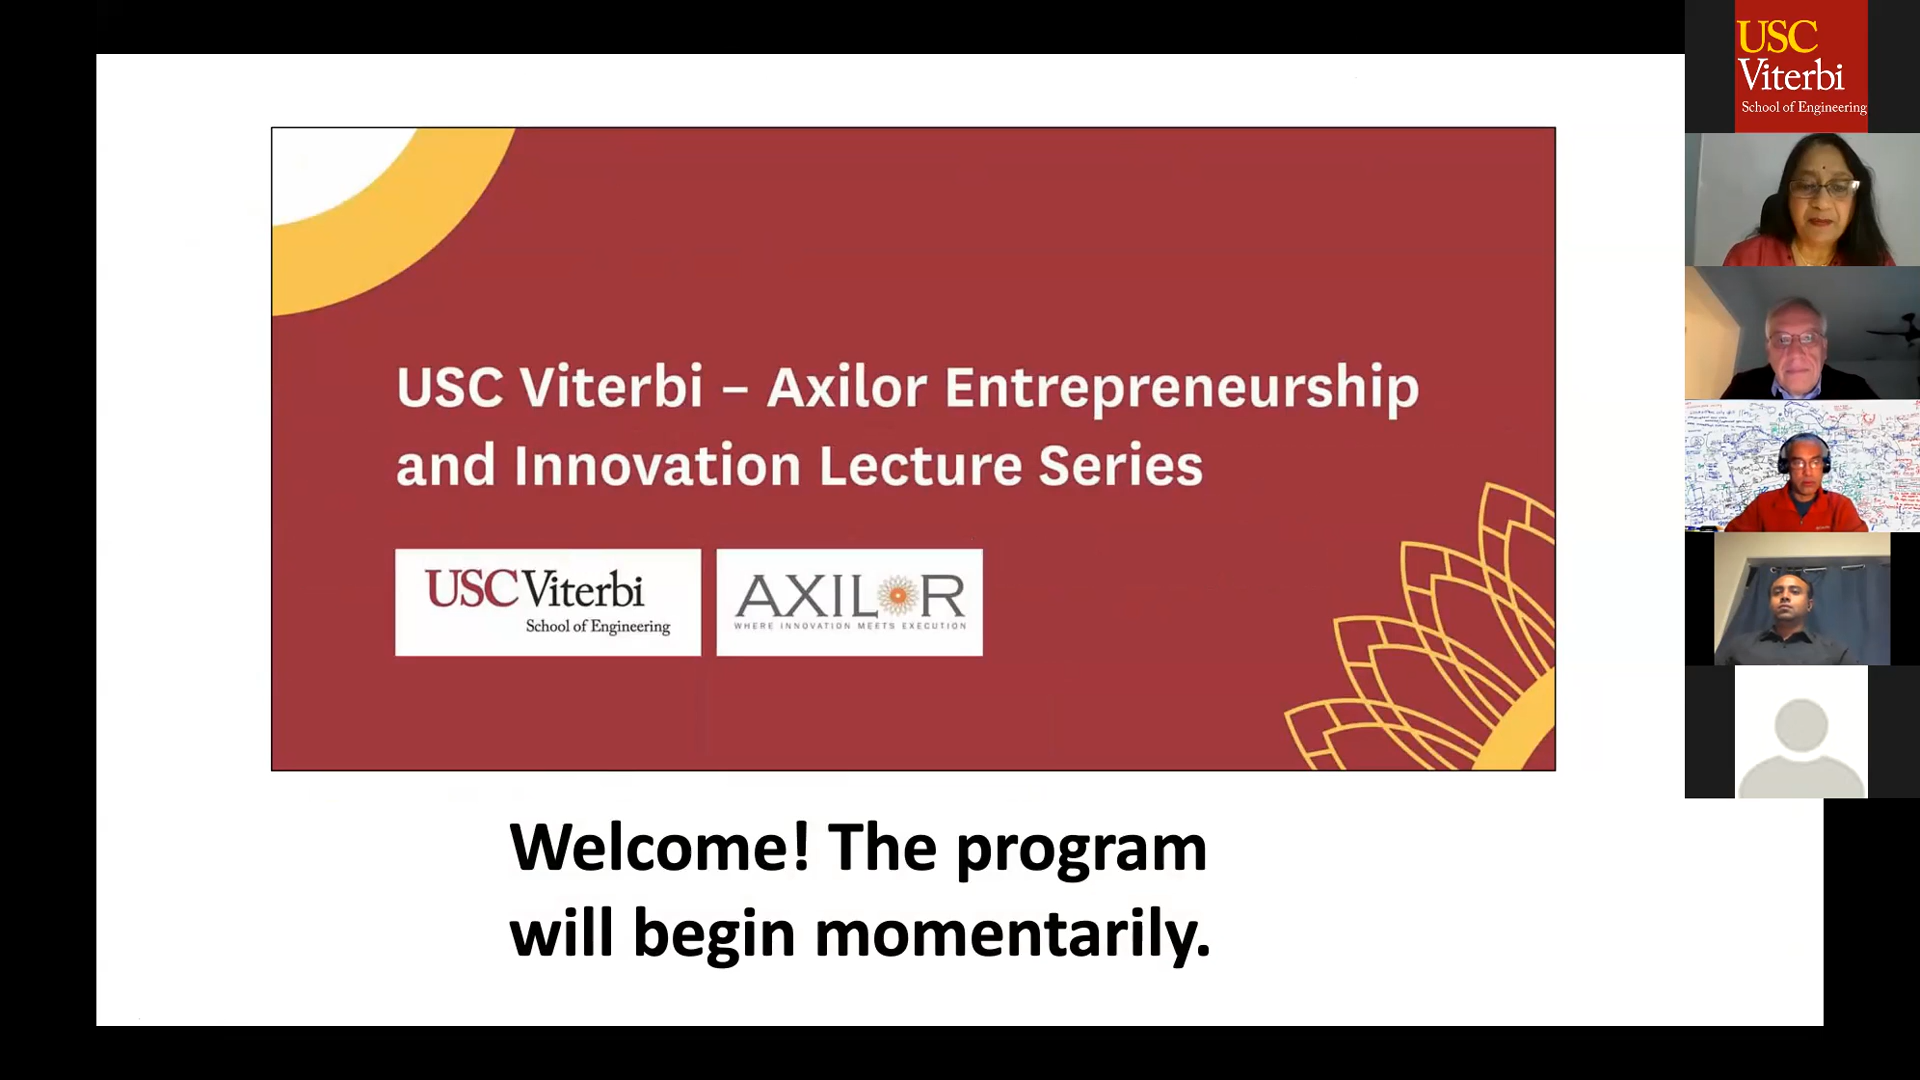 USC Viterbi – Axilor Entrepreneurship
and Innovation Lecture Series
USC Viterbi
School of Engineering
AXILOR
WHERE INNOVATION MEETS EXECUTION
Welcome! The program
will begin momentarily.
USC
Viterbi
School of Engineering